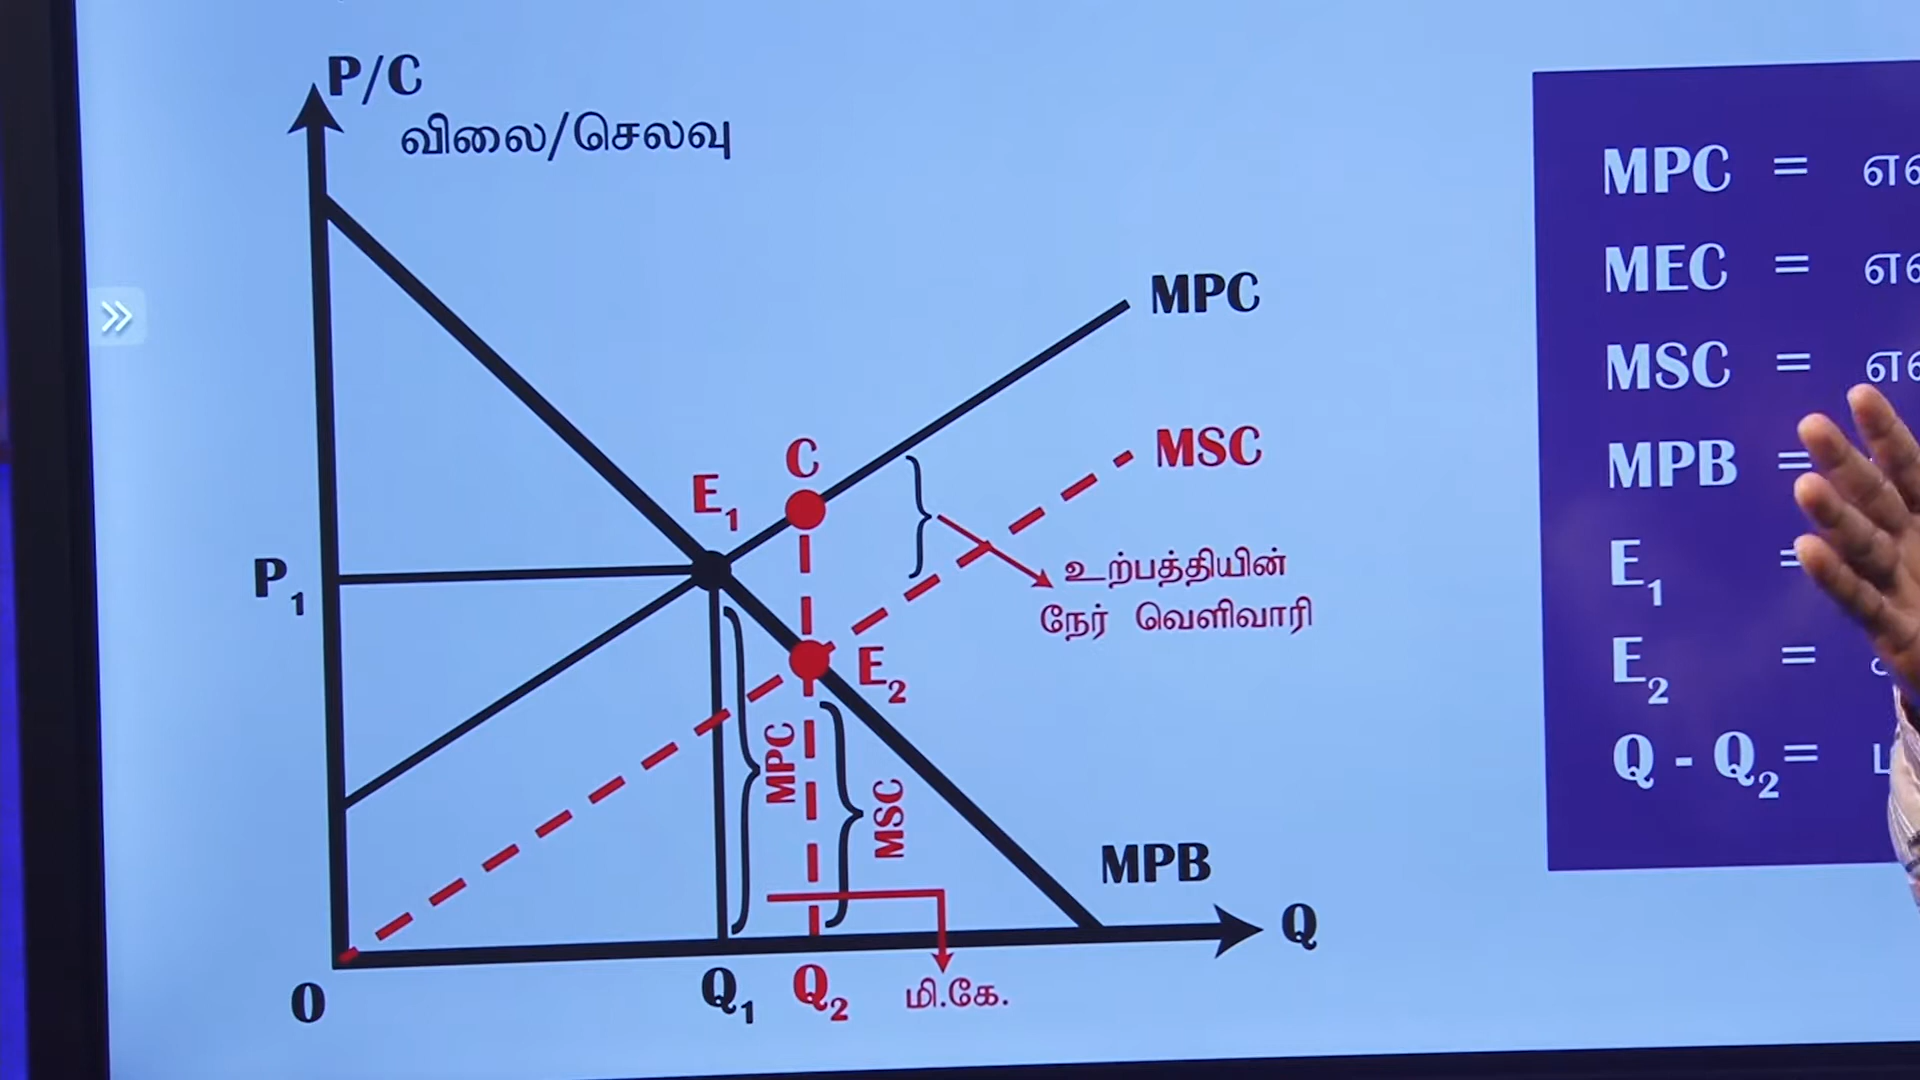 P/C
விலை/செலவு
MPC
MSC
C
E₁
P₁
உற்பத்தியின்
நேர் வெளிவாரி
E₂
MPC
MSC
MPB
Q
0
Q₁
Q₂
மி.கே.
MPC =
MEC =
MSC =
MPB =
E₁ =
E₂ =
Q - Q₂ =